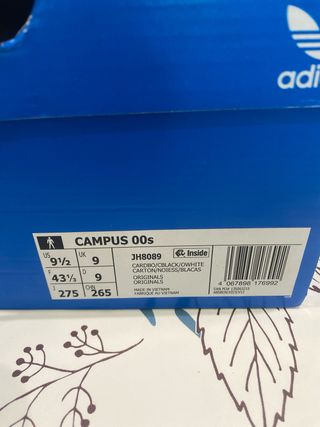 adi
CAMPUS 00s
US 9½ UK 9
F 43⅓ D 9
J 275 CHN 265
JH8089
Inside
CARDBO/CBLACK/OWHITE
CARTON/NOIESS/BLACAS
ORIGINALS
ORIGINALS
MADE IN VIETNAM
FABRIQUÉ AU VIETNAM
4 067898 176992